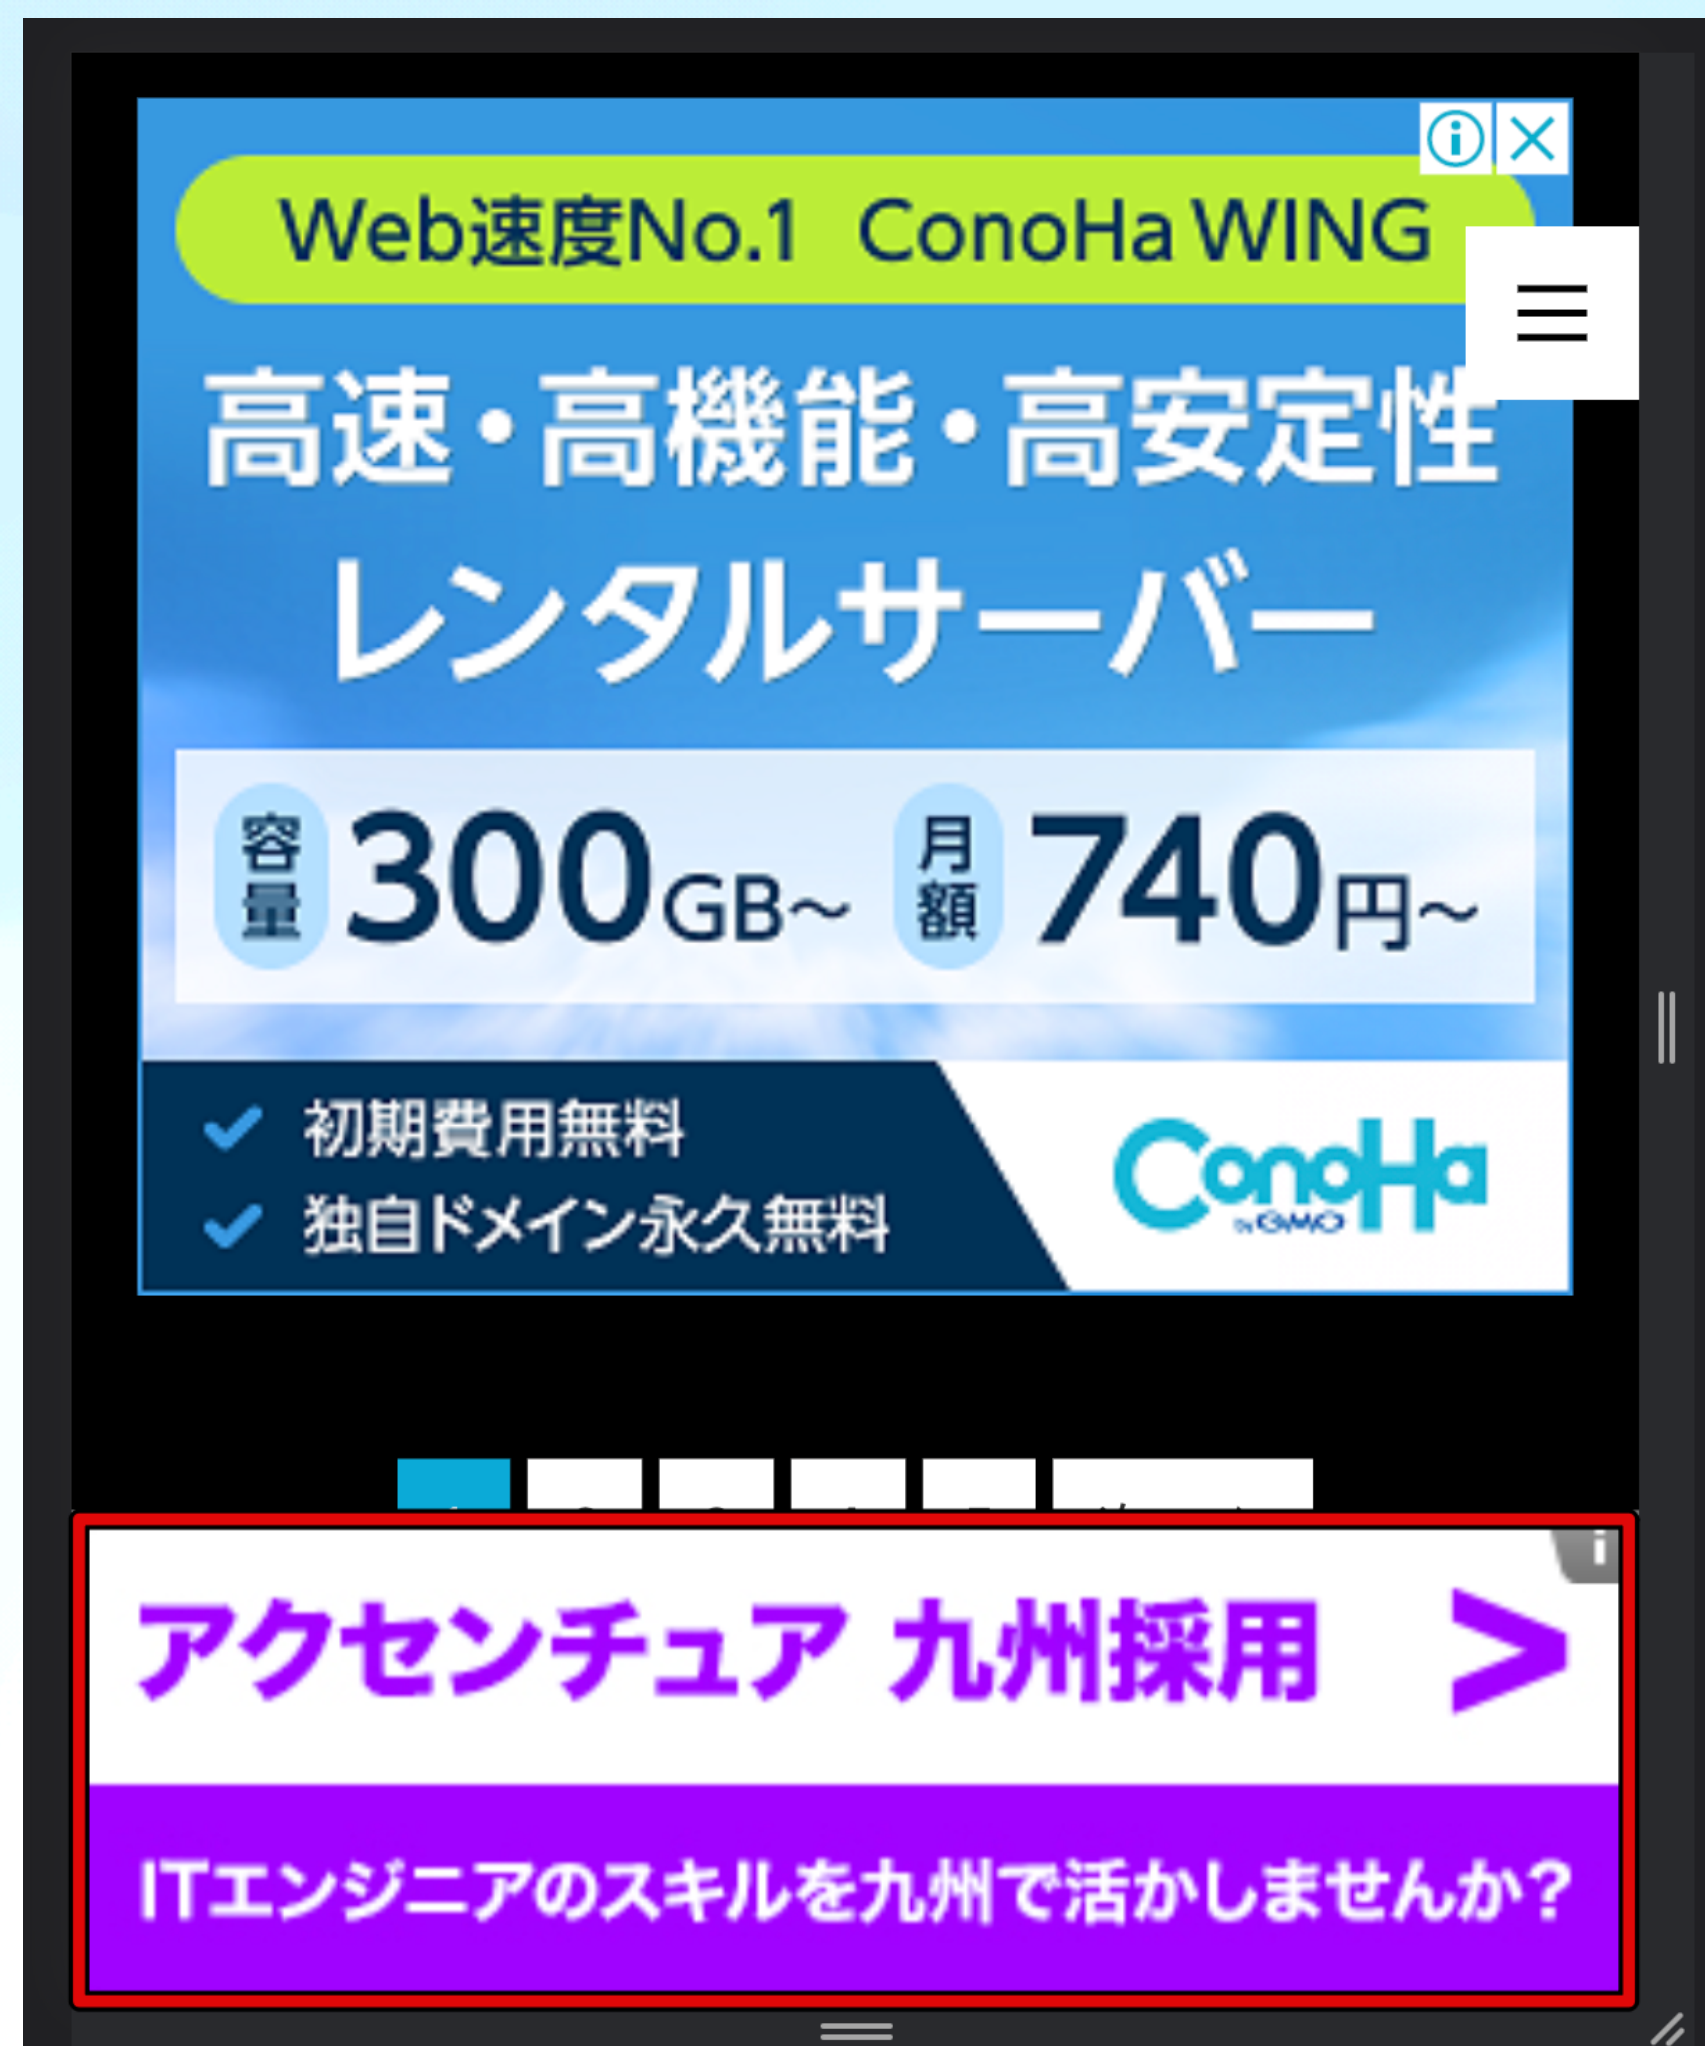 Web速度No.1 ConoHa WING
高速・高機能・高安定性
レンタルサーバー
容量 300GB～ 月額 740円～
初期費用無料
独自ドメイン永久無料
ConoHa
by GMO
アクセンチュア 九州採用 >
ITエンジニアのスキルを九州で活かしませんか?